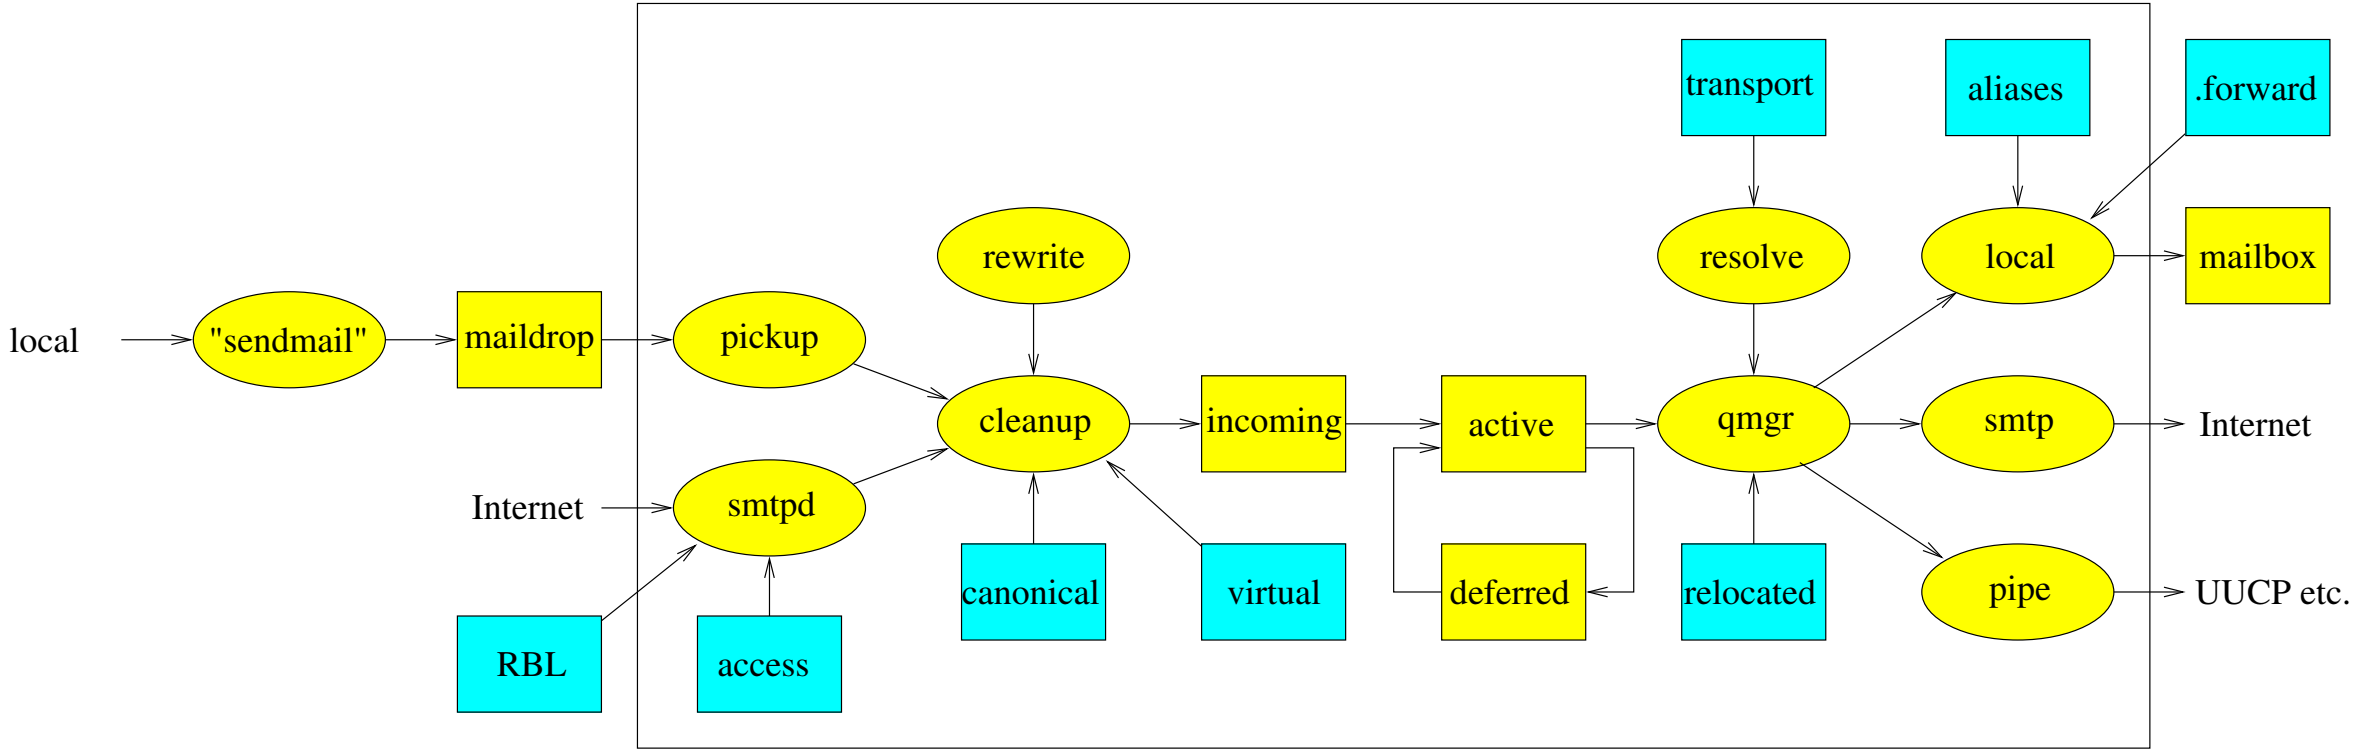 transport
aliases
.forward
rewrite
resolve
local
mailbox
local
"sendmail"
maildrop
pickup
cleanup
incoming
active
qmgr
smtp
Internet
Internet
smtpd
canonical
virtual
deferred
relocated
pipe
UUCP etc.
RBL
access